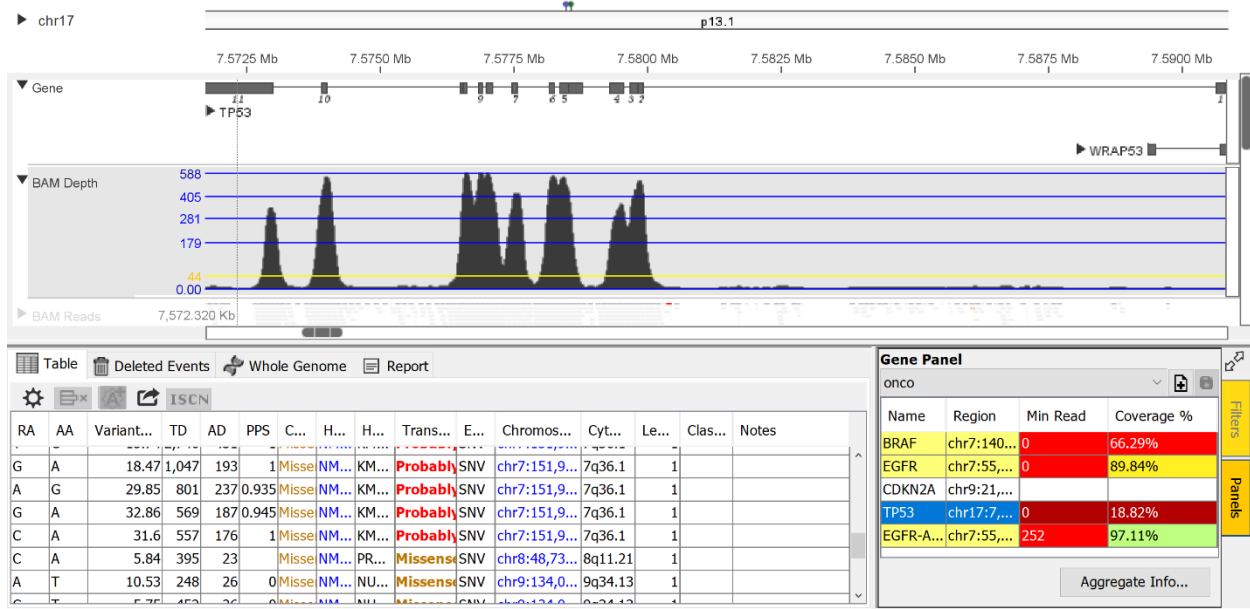 chr17
p13.1
7.5725 Mb 7.5750 Mb 7.5775 Mb 7.5800 Mb 7.5825 Mb 7.5850 Mb 7.5875 Mb 7.5900 Mb
Gene
11 10 9 7 6 5 4 3 2 1
TP53
WRAP53
BAM Depth
588
405
281
179
44
0.00
BAM Reads 7,572.320 Kb
Table Deleted Events Whole Genome Report
ISCN
RA AA Variant... TD AD PPS C... H... H... Trans... E... Chromos... Cyt... Le... Clas... Notes
G A 18.47 1,047 193 1 Misse NM... KM... Probably SNV chr7:151,9... 7q36.1 1
A G 29.85 801 237 0.935 Misse NM... KM... Probably SNV chr7:151,9... 7q36.1 1
G A 32.86 569 187 0.945 Misse NM... KM... Probably SNV chr7:151,9... 7q36.1 1
C A 31.6 557 176 1 Misse NM... KM... Probably SNV chr7:151,9... 7q36.1 1
C A 5.84 395 23 Misse NM... PR... Missense SNV chr8:48,73... 8q11.21 1
A T 10.53 248 26 0 Misse NM... NU... Missense SNV chr9:134,0... 9q34.13 1
Gene Panel
onco
Name Region Min Read Coverage %
BRAF chr7:140... 0 66.29%
EGFR chr7:55,... 0 89.84%
CDKN2A chr9:21,...
TP53 chr17:7,... 0 18.82%
EGFR-A... chr7:55,... 252 97.11%
Aggregate Info...
Filters
Panels